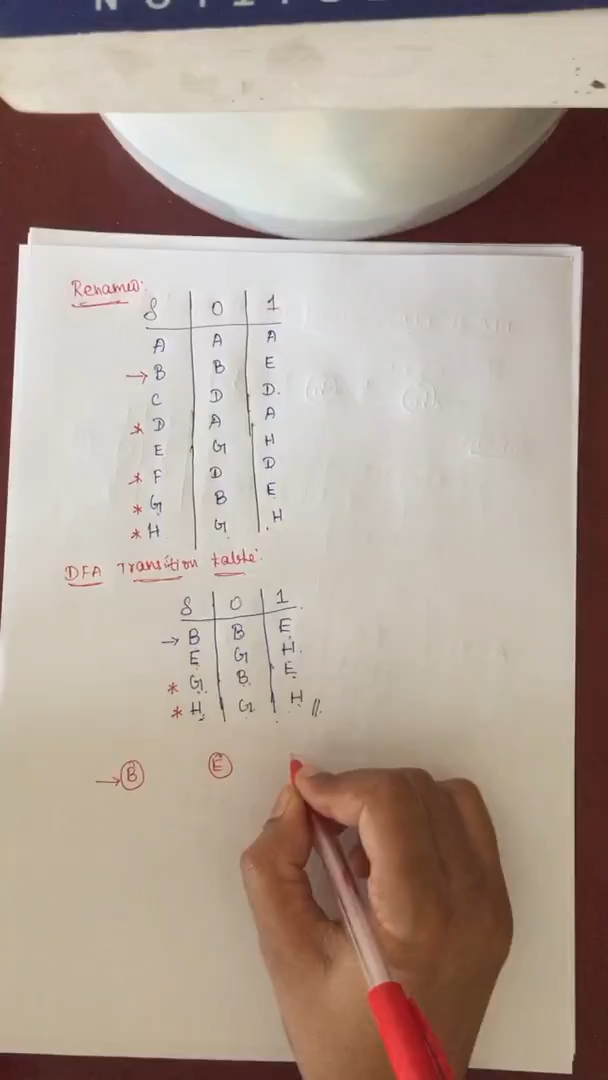 Renamed:
δ 0 1
A A A
→ B B E
C D D.
* D A A
E G H
* F D D
* G B E
* H G H
DFA Transition table:
δ 0 1
→ B B E
E G H.
* G B E
* H G H //
→ B E